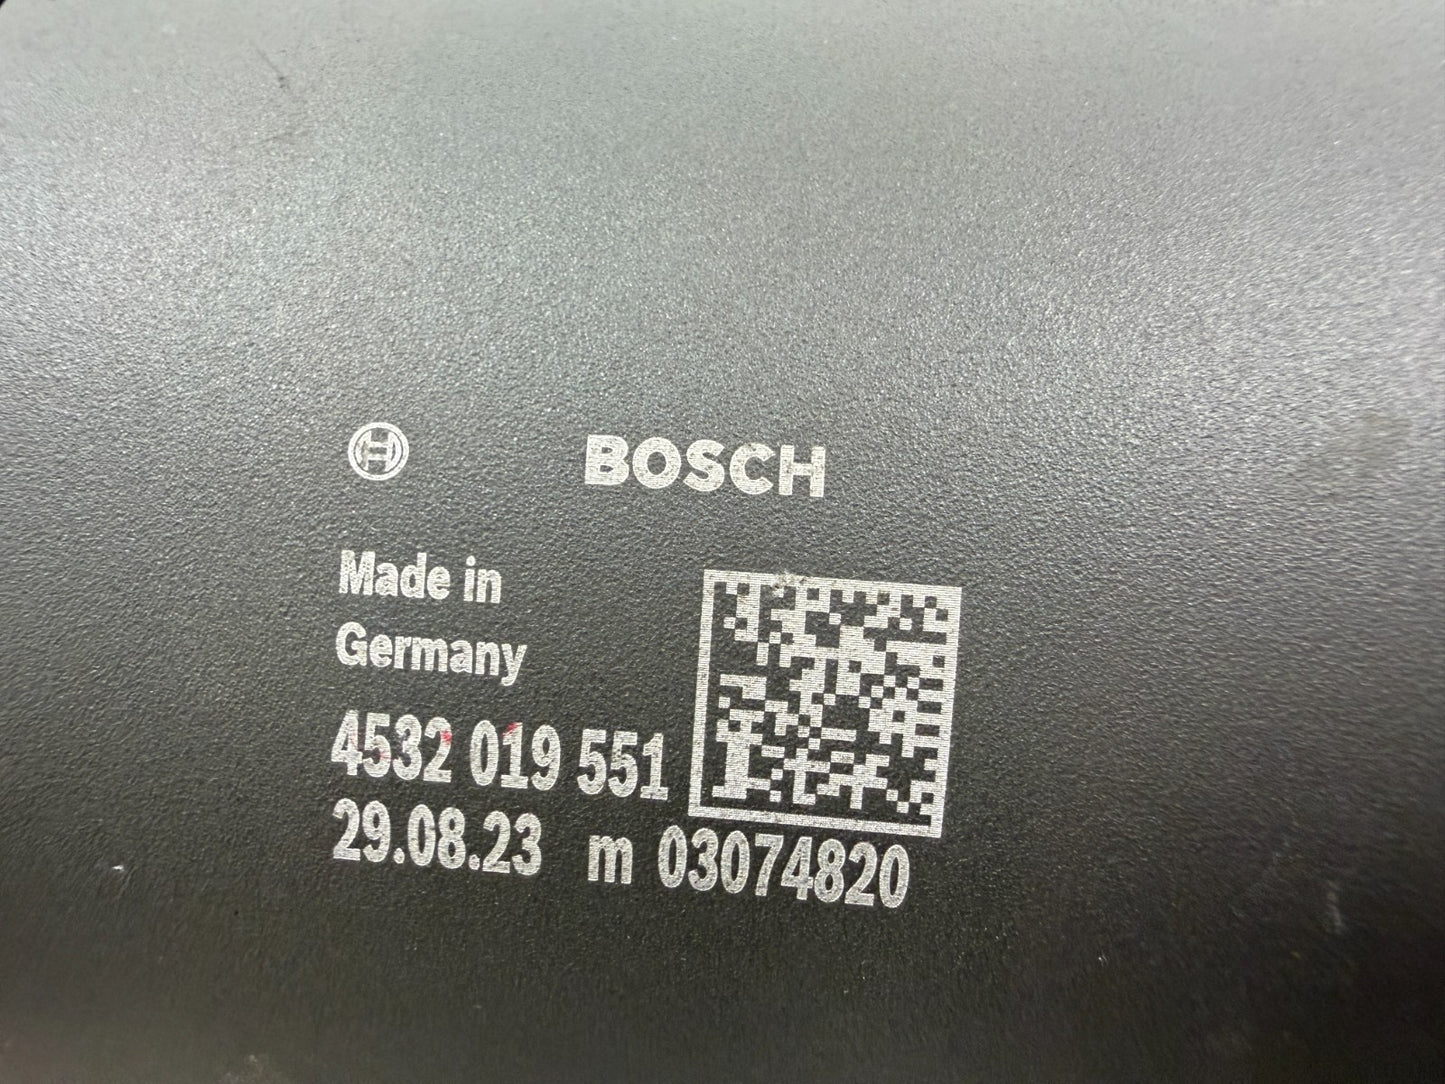 BOSCH
Made in
Germany
4532 019 551
29.08.23 m 03074820